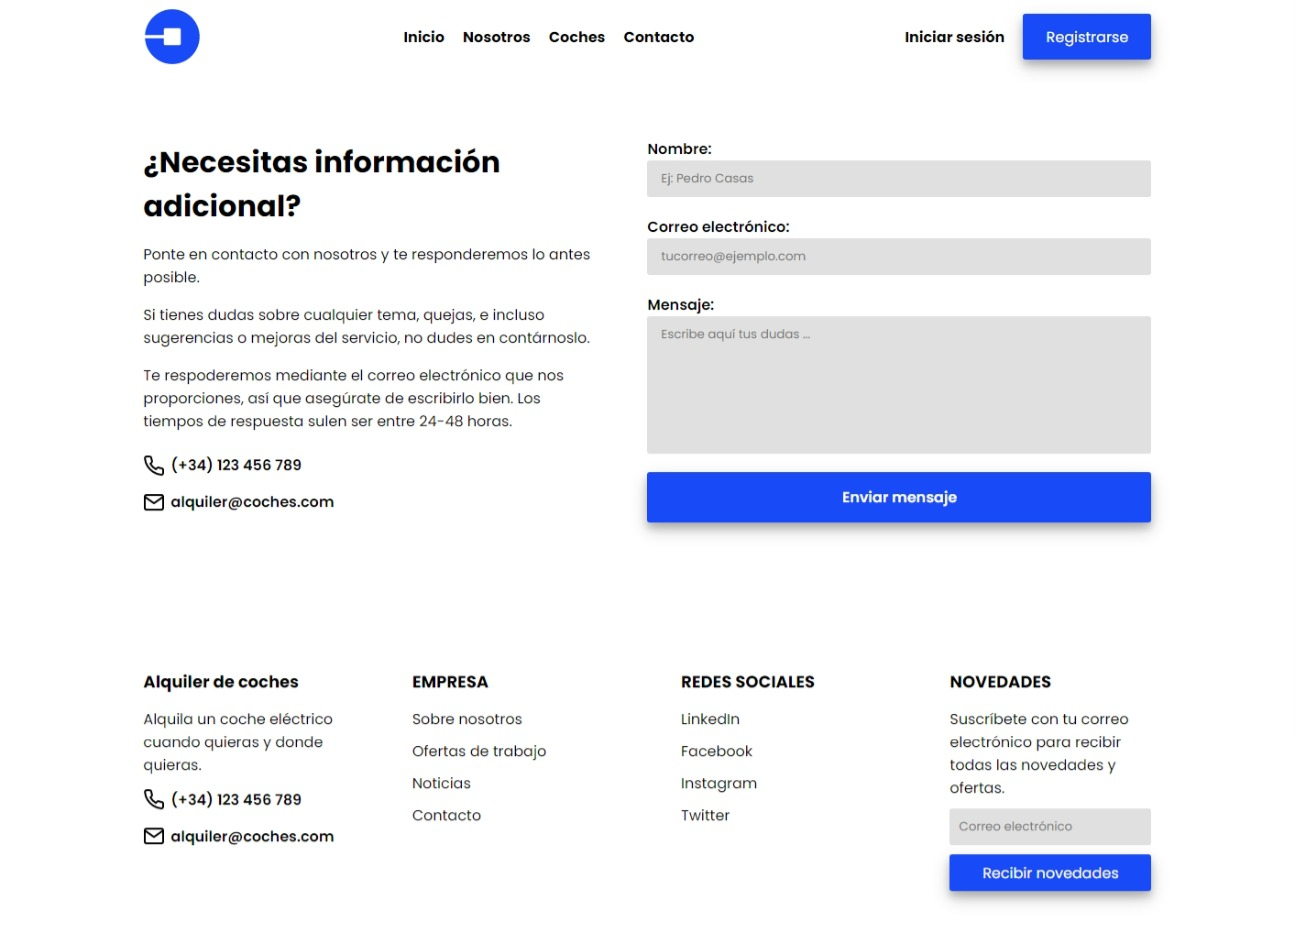 Inicio Nosotros Coches Contacto Iniciar sesión Registrarse
¿Necesitas información
adicional?
Ponte en contacto con nosotros y te responderemos lo antes
posible.
Si tienes dudas sobre cualquier tema, quejas, e incluso
sugerencias o mejoras del servicio, no dudes en contárnoslo.
Te respoderemos mediante el correo electrónico que nos
proporciones, así que asegúrate de escribirlo bien. Los
tiempos de respuesta sulen ser entre 24-48 horas.
(+34) 123 456 789
alquiler@coches.com
Nombre:
Ej: Pedro Casas
Correo electrónico:
tucorreo@ejemplo.com
Mensaje:
Escribe aquí tus dudas ...
Enviar mensaje
Alquiler de coches
Alquila un coche eléctrico
cuando quieras y donde
quieras.
(+34) 123 456 789
alquiler@coches.com
EMPRESA
Sobre nosotros
Ofertas de trabajo
Noticias
Contacto
REDES SOCIALES
LinkedIn
Facebook
Instagram
Twitter
NOVEDADES
Suscríbete con tu correo
electrónico para recibir
todas las novedades y
ofertas.
Correo electrónico
Recibir novedades